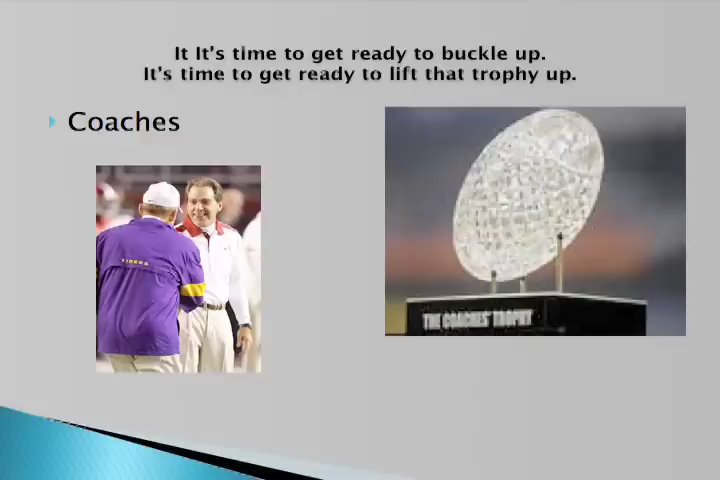 It It's time to get ready to buckle up.
It's time to get ready to lift that trophy up.
Coaches
TIGERS
THE COACHES' TROPHY